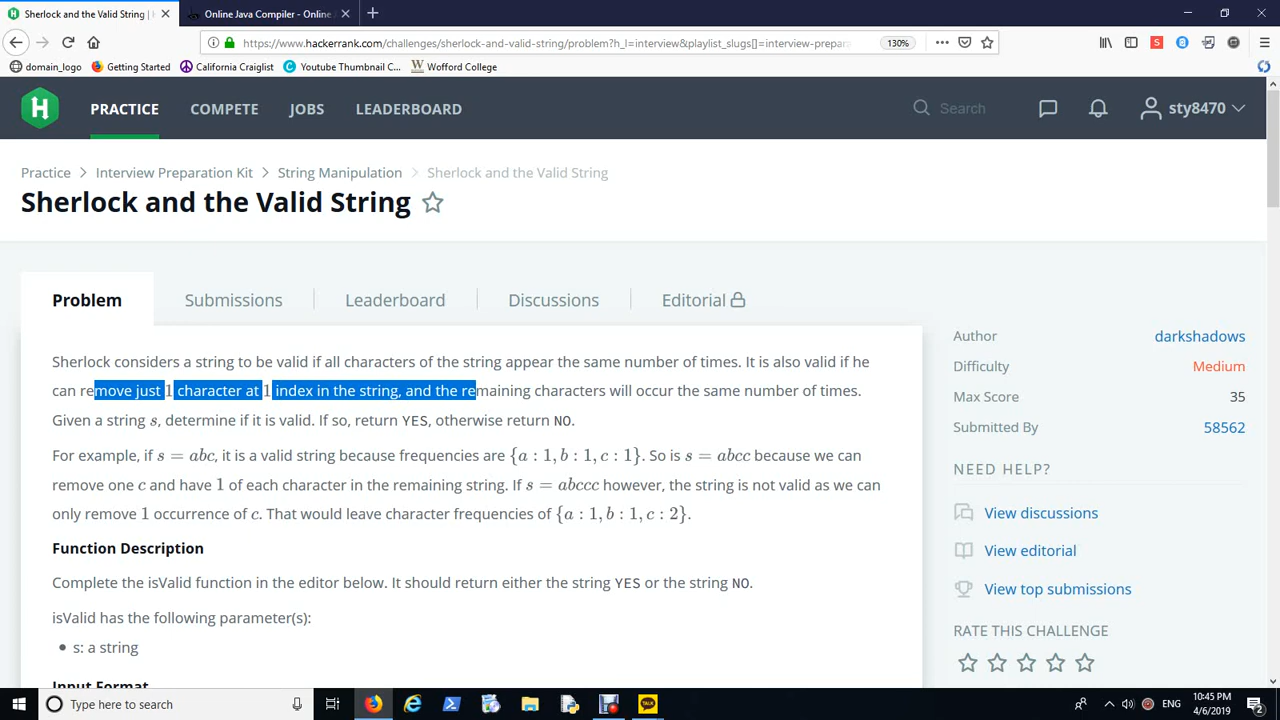 Sherlock and the Valid String |
Online Java Compiler - Online
https://www.hackerrank.com/challenges/sherlock-and-valid-string/problem?h_l=interview&playlist_slugs[]=interview-prepar
130%
domain_logo Getting Started California Craiglist Youtube Thumbnail C... Wofford College
H PRACTICE COMPETE JOBS LEADERBOARD Search sty8470
Practice > Interview Preparation Kit > String Manipulation > Sherlock and the Valid String
Sherlock and the Valid String
Problem Submissions Leaderboard Discussions Editorial
Sherlock considers a string to be valid if all characters of the string appear the same number of times. It is also valid if he
can remove just 1 character at 1 index in the string, and the remaining characters will occur the same number of times.
Given a string s, determine if it is valid. If so, return YES, otherwise return NO.
For example, if s = abc, it is a valid string because frequencies are {a : 1, b : 1, c : 1}. So is s = abcc because we can
remove one c and have 1 of each character in the remaining string. If s = abccc however, the string is not valid as we can
only remove 1 occurrence of c. That would leave character frequencies of {a : 1, b : 1, c : 2}.
Function Description
Complete the isValid function in the editor below. It should return either the string YES or the string NO.
isValid has the following parameter(s):
• s: a string
Input Format
Author darkshadows
Difficulty Medium
Max Score 35
Submitted By 58562
NEED HELP?
View discussions
View editorial
View top submissions
RATE THIS CHALLENGE
Type here to search
TALK
ENG
10:45 PM
4/6/2019
2